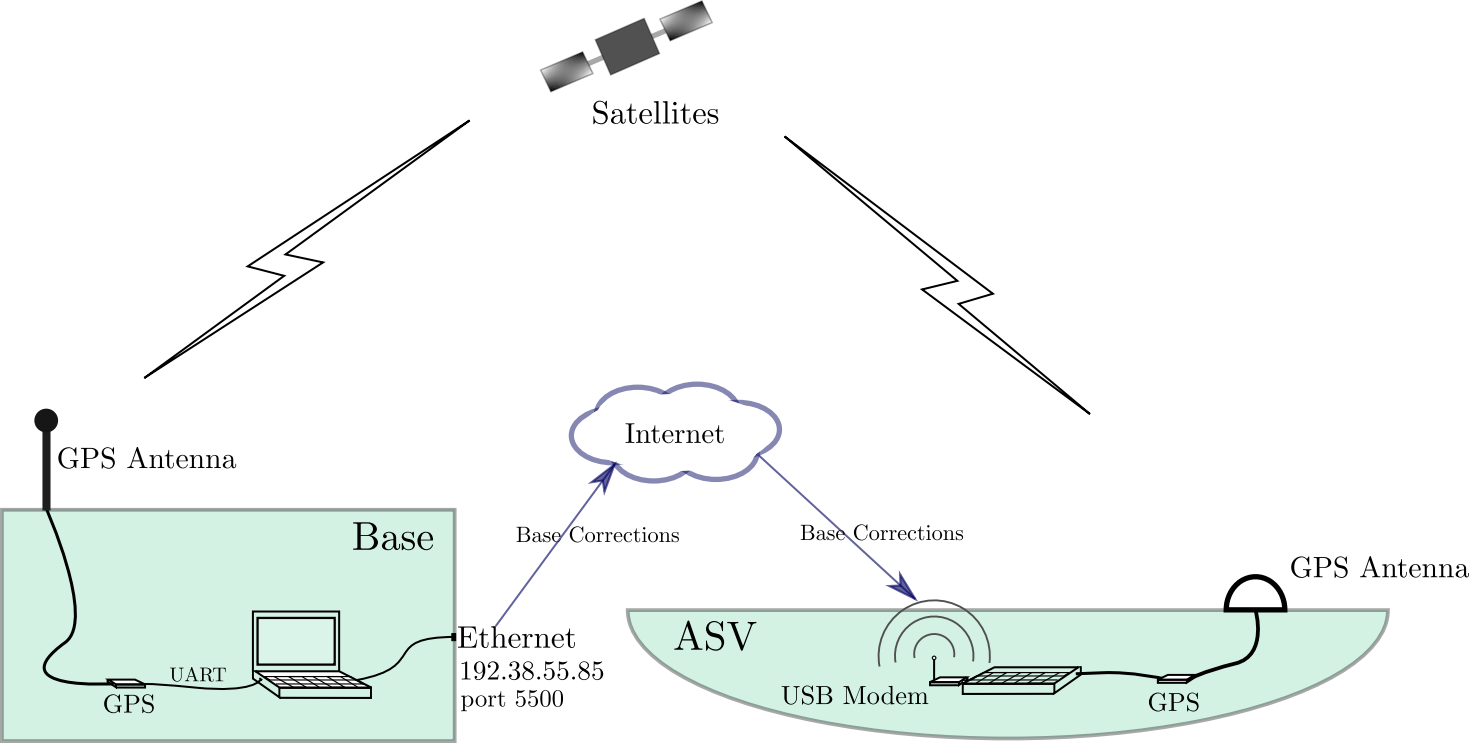 Satellites
GPS Antenna
Internet
Base
Base Corrections
Base Corrections
GPS Antenna
Ethernet
192.38.55.85
port 5500
ASV
UART
GPS
USB Modem
GPS